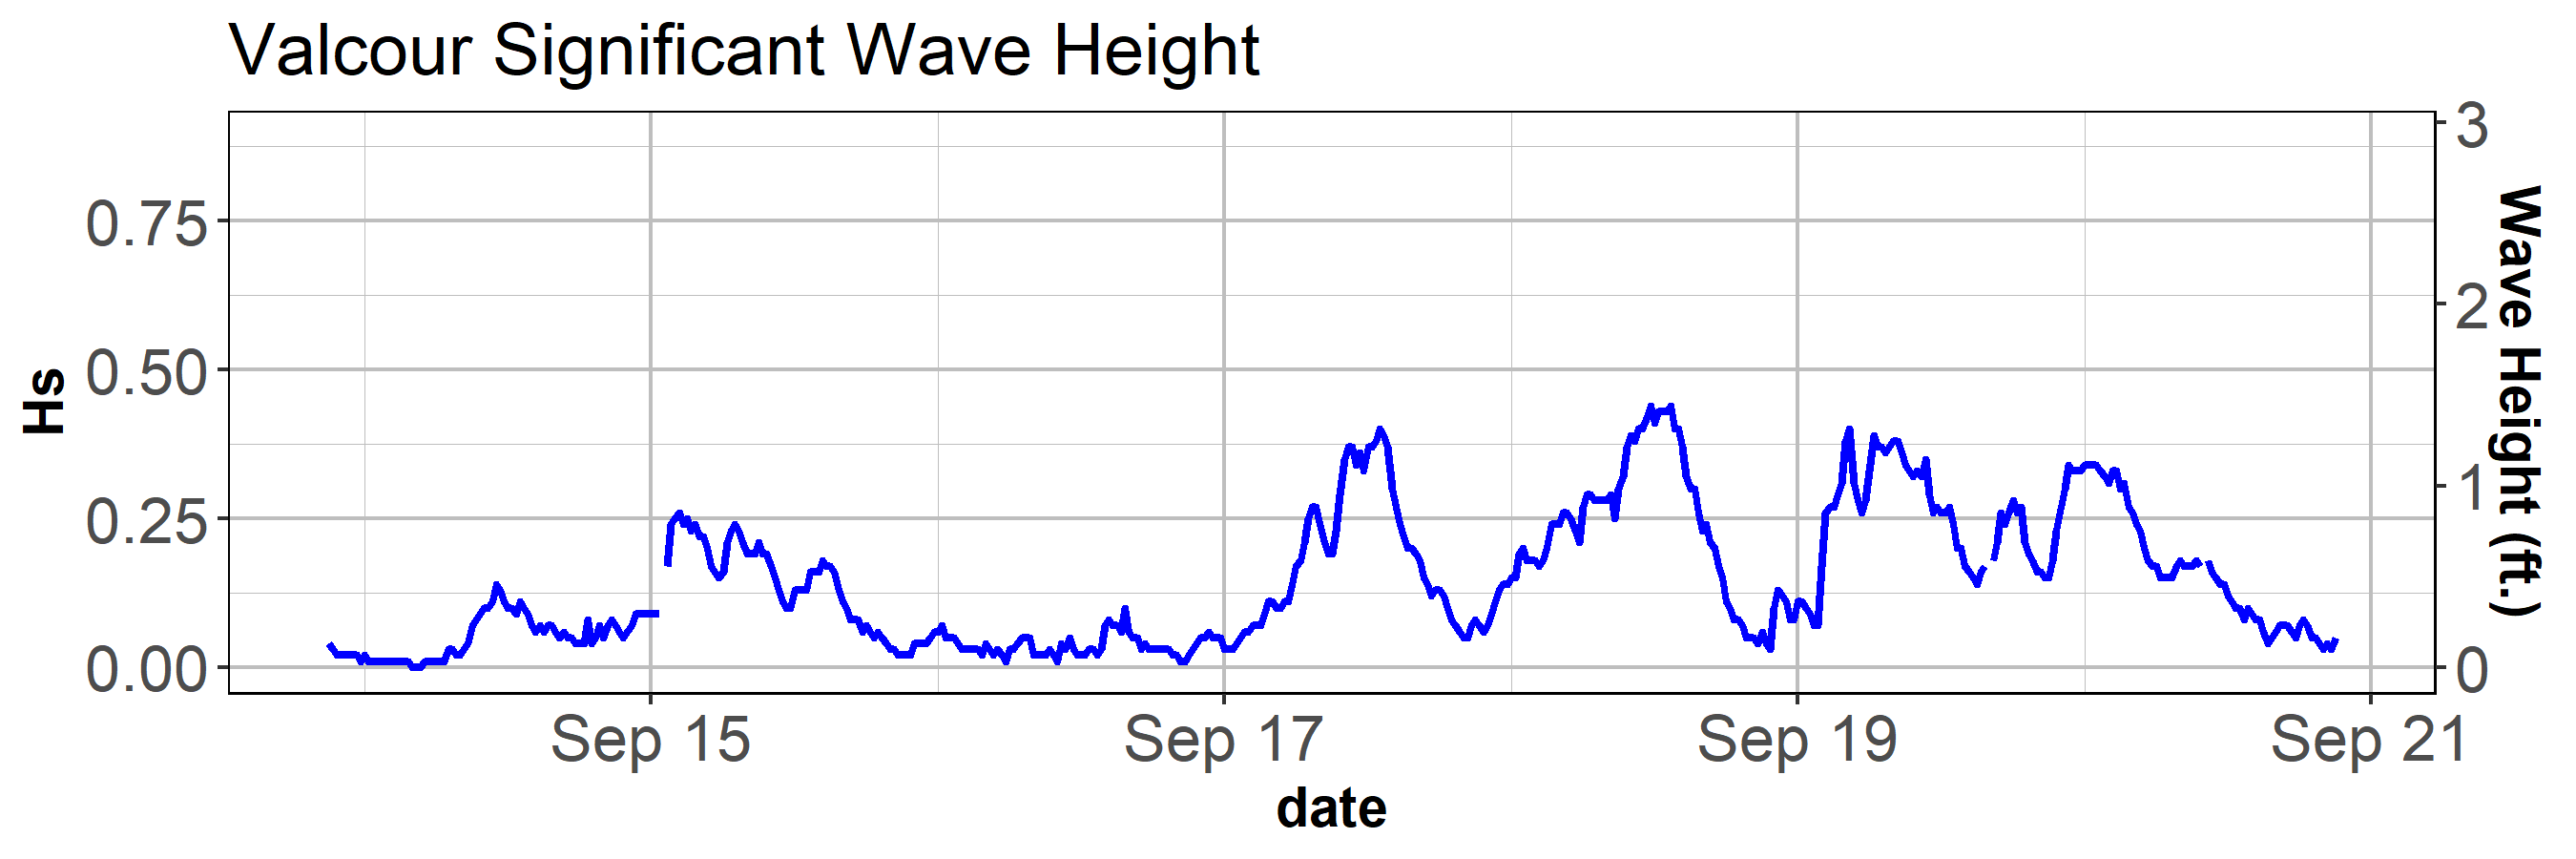 Valcour Significant Wave Height
Hs
0.75
0.50
0.25
0.00
3
2
1
0
Wave Height (ft.)
Sep 15
Sep 17
Sep 19
Sep 21
date